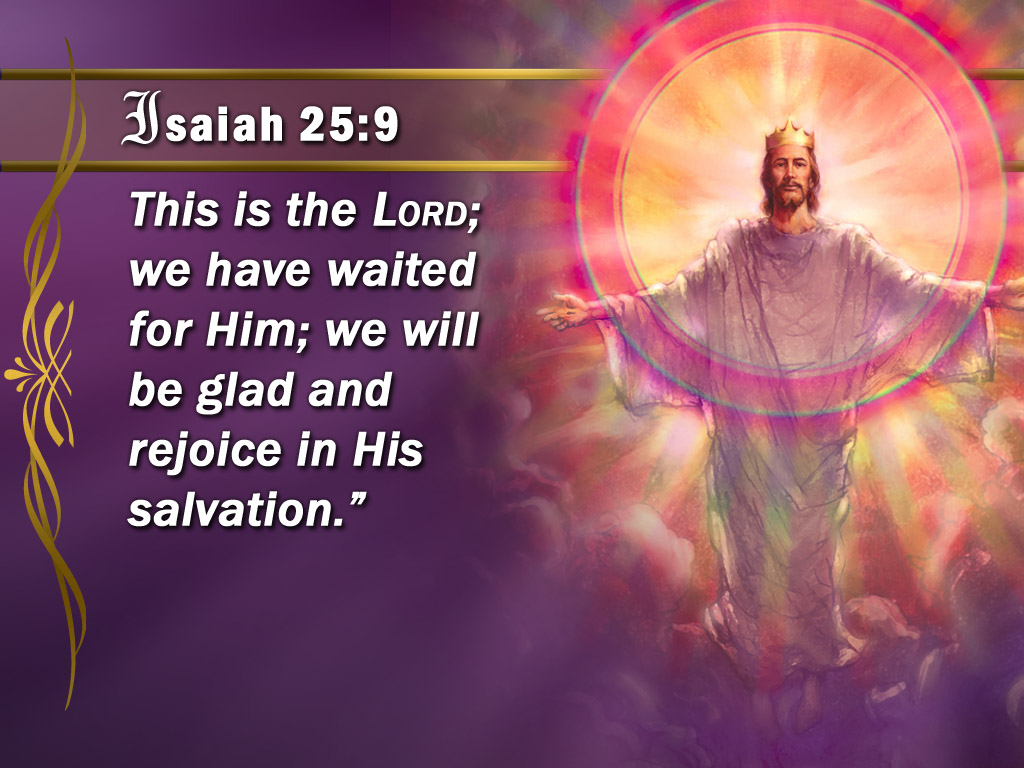 Isaiah 25:9
This is the LORD;
we have waited
for Him; we will
be glad and
rejoice in His
salvation.”